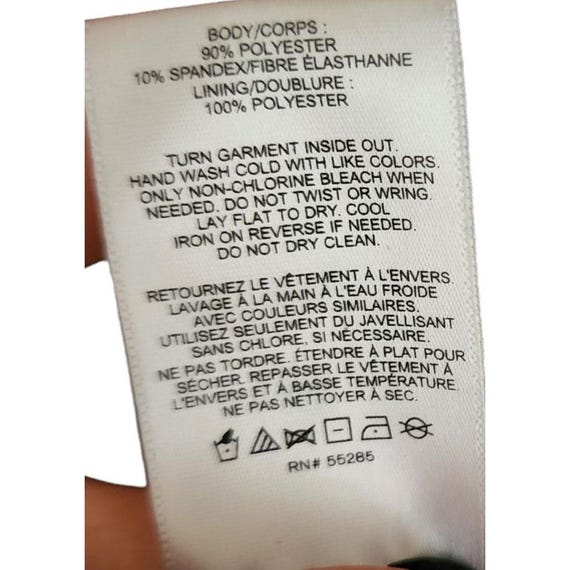 BODY/CORPS :
90% POLYESTER
10% SPANDEX/FIBRE ÉLASTHANNE
LINING/DOUBLURE :
100% POLYESTER
TURN GARMENT INSIDE OUT.
HAND WASH COLD WITH LIKE COLORS.
ONLY NON-CHLORINE BLEACH WHEN
NEEDED. DO NOT TWIST OR WRING.
LAY FLAT TO DRY. COOL
IRON ON REVERSE IF NEEDED.
DO NOT DRY CLEAN.
RETOURNEZ LE VÊTEMENT À L'ENVERS.
LAVAGE À LA MAIN À L'EAU FROIDE
AVEC COULEURS SIMILAIRES.
UTILISEZ SEULEMENT DU JAVELLISANT
SANS CHLORE, SI NÉCESSAIRE.
NE PAS TORDRE. ÉTENDRE À PLAT POUR
SÉCHER. REPASSER LE VÊTEMENT À
L'ENVERS ET À BASSE TEMPÉRATURE.
NE PAS NETTOYER À SEC.
RN# 55285